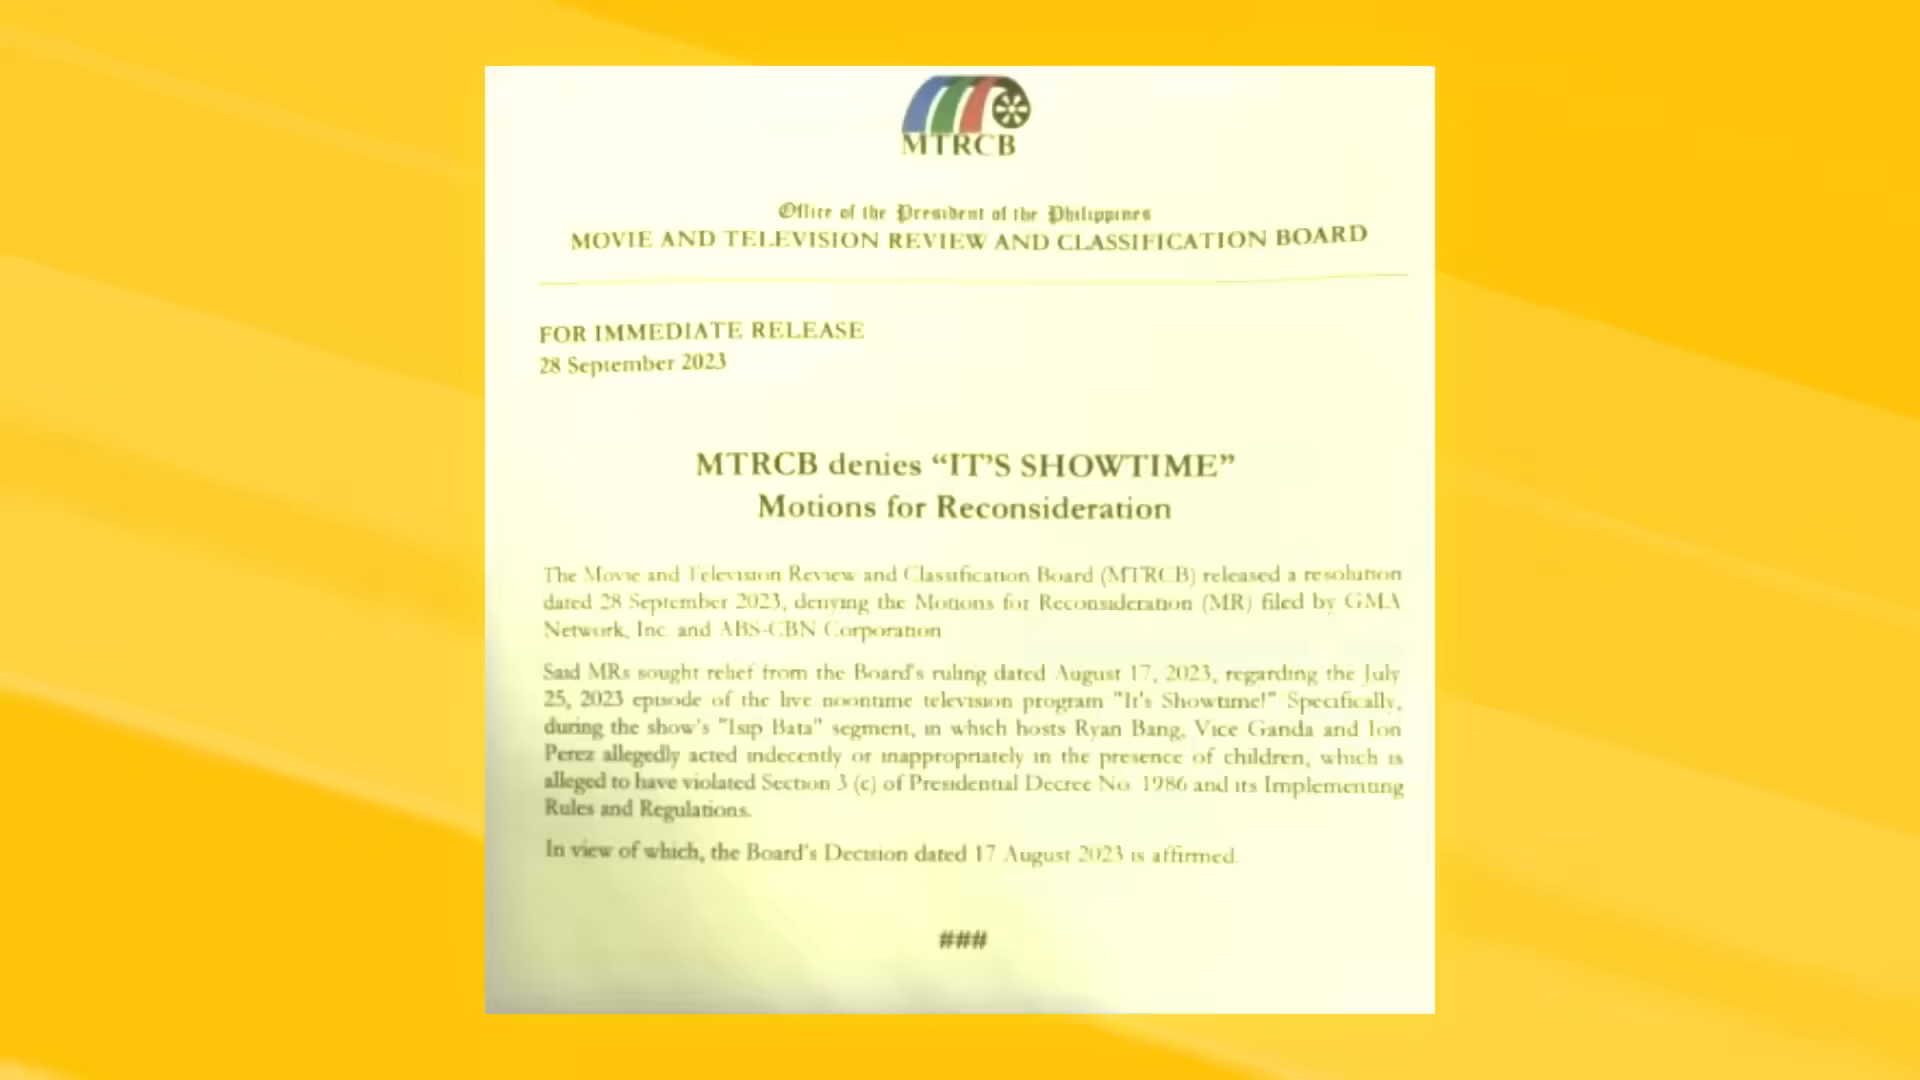 MTRCB
Office of the President of the Philippines
MOVIE AND TELEVISION REVIEW AND CLASSIFICATION BOARD
FOR IMMEDIATE RELEASE
28 September 2023
MTRCB denies “IT’S SHOWTIME”
Motions for Reconsideration
The Movie and Television Review and Classification Board (MTRCB) released a resolution
dated 28 September 2023, denying the Motions for Reconsideration (MR) filed by GMA
Network, Inc. and ABS-CBN Corporation
Said MRs sought relief from the Board's ruling dated August 17, 2023, regarding the July
25, 2023 episode of the live noontime television program "It's Showtime!" Specifically,
during the show's "Isip Bata" segment, in which hosts Ryan Bang, Vice Ganda and Ion
Perez allegedly acted indecently or inappropriately in the presence of children, which is
alleged to have violated Section 3 (c) of Presidential Decree No. 1986 and its Implementing
Rules and Regulations.
In view of which, the Board's Decision dated 17 August 2023 is affirmed.
###